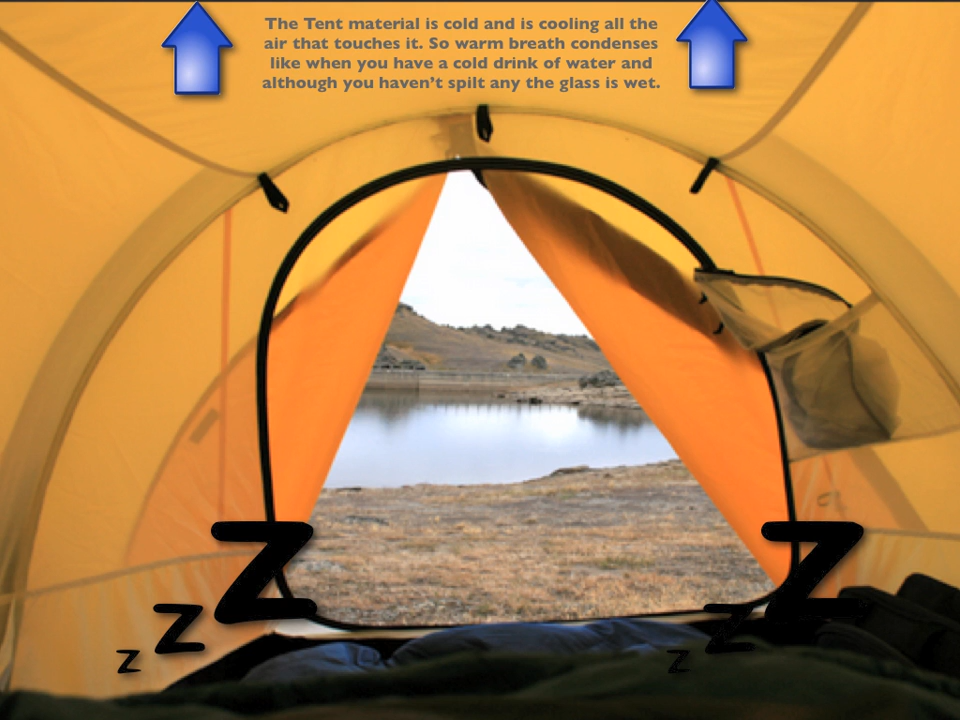 The Tent material is cold and is cooling all the
air that touches it. So warm breath condenses
like when you have a cold drink of water and
although you haven't spilt any the glass is wet.
z Z Z
z Z Z